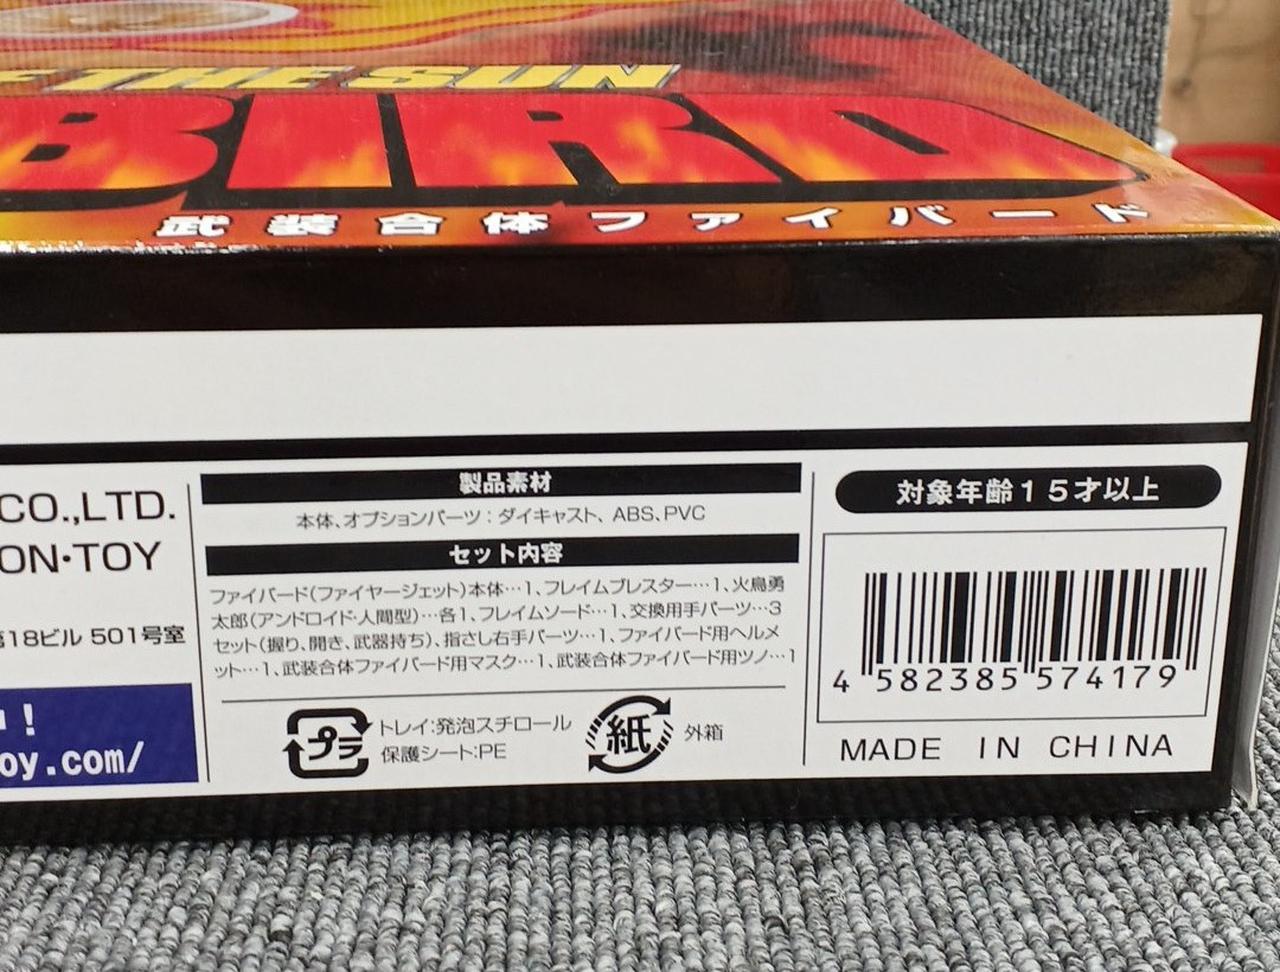 THE SUN
BIRD
武装合体ファイバード
CO.,LTD.
ON・TOY
18ビル 501号室
!
oy.com/
製品素材
本体、オプションパーツ：ダイキャスト、ABS、PVC
セット内容
ファイバード（ファイヤージェット）本体…1、フレイムブレスター…1、火鳥勇
太郎（アンドロイド・人間型）…各1、フレイムソード…1、交換用手パーツ…3
セット（握り、開き、武器持ち）、指さし右手パーツ…1、ファイバード用ヘルメ
ット…1、武装合体ファイバード用マスク…1、武装合体ファイバード用ツノ…1
プラ
トレイ：発泡スチロール
保護シート：PE
紙
外箱
対象年齢15才以上
4 582385 574179
MADE IN CHINA